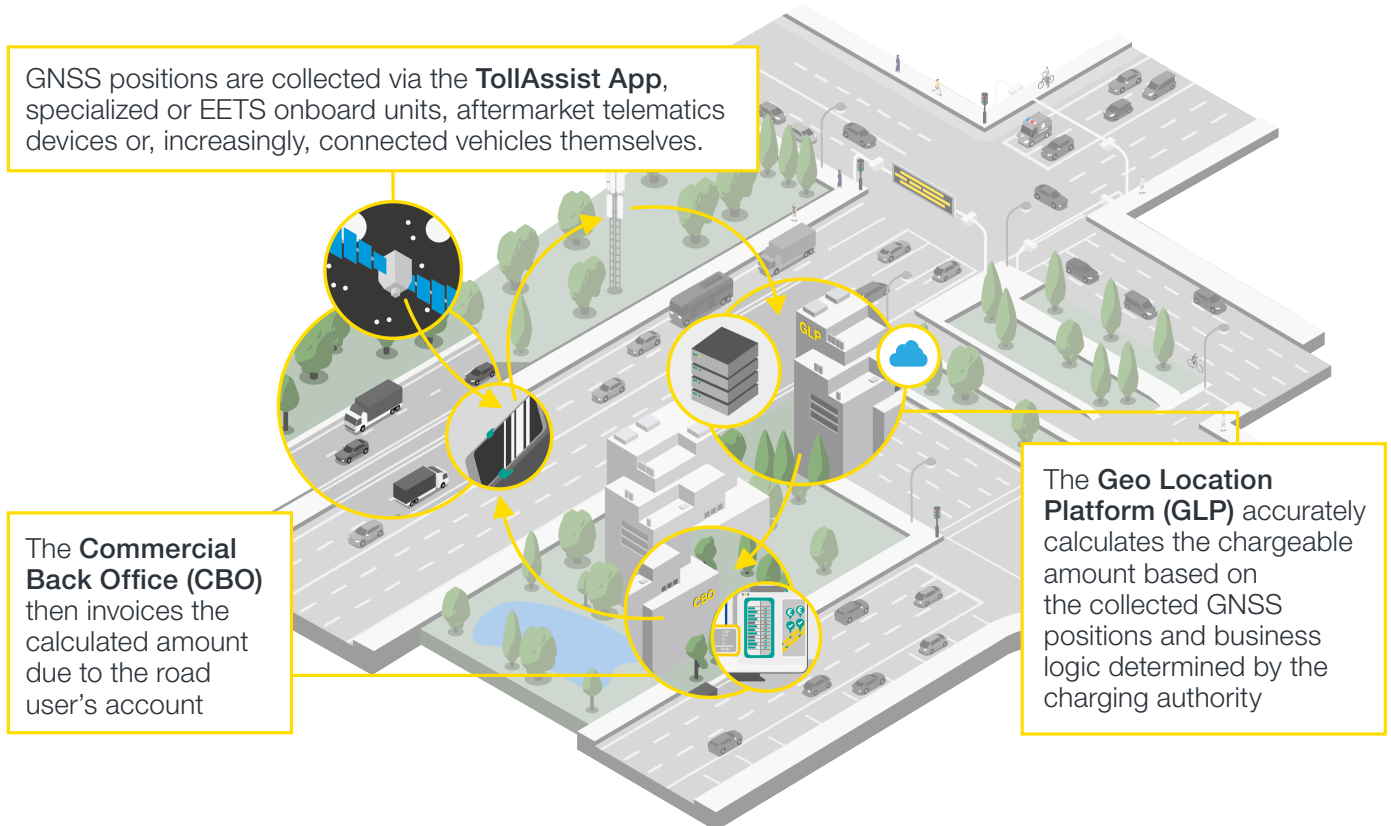 GNSS positions are collected via the TollAssist App,
specialized or EETS onboard units, aftermarket telematics
devices or, increasingly, connected vehicles themselves.
GLP
The Geo Location
Platform (GLP) accurately
calculates the chargeable
amount based on
the collected GNSS
positions and business
logic determined by the
charging authority
The Commercial
Back Office (CBO)
then invoices the
calculated amount
due to the road
user's account
CBO